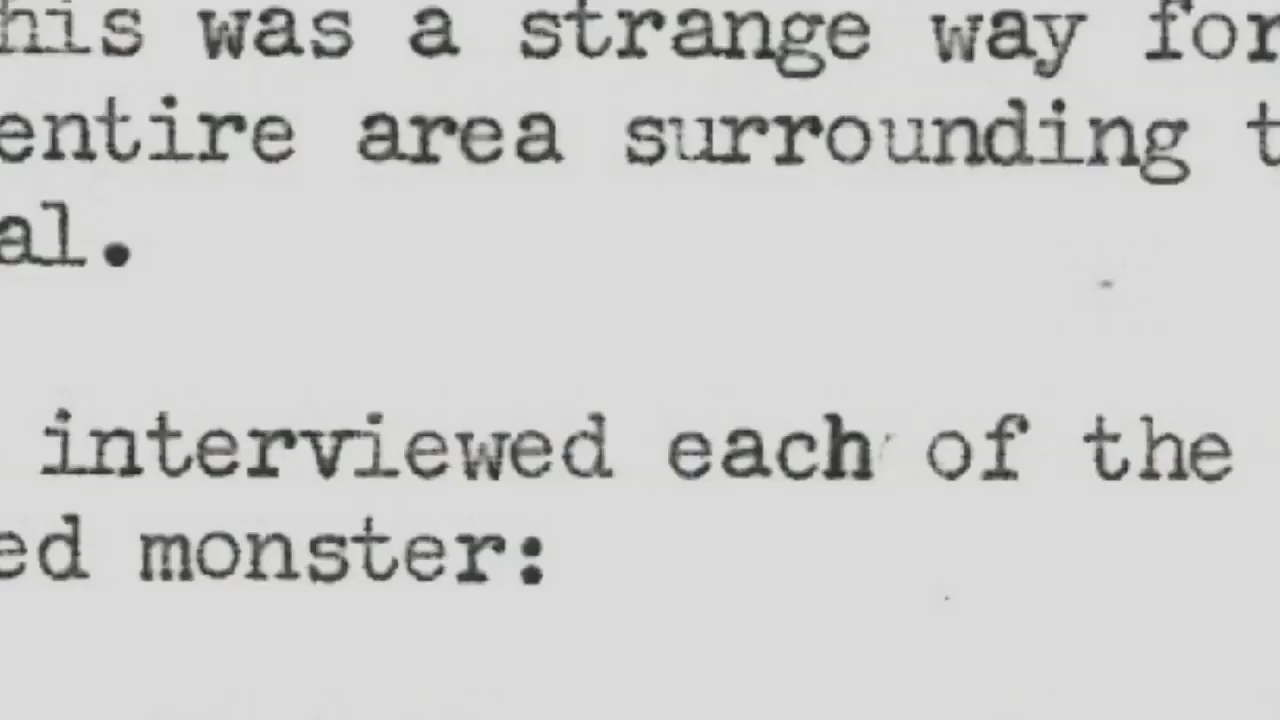 his was a strange way for
entire area surrounding t
al.
interviewed each of the
ed monster: